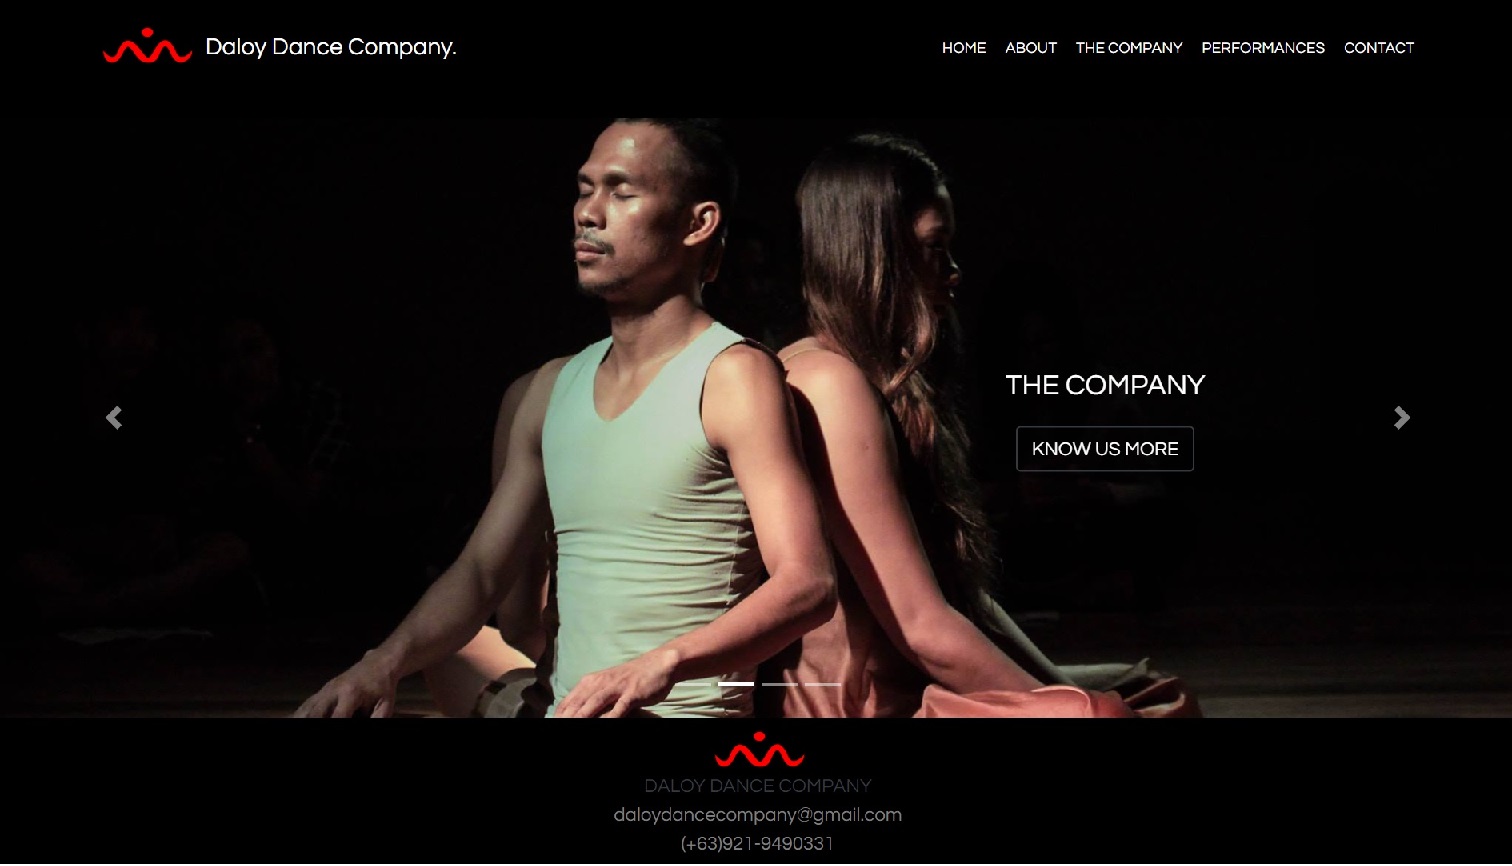 Daloy Dance Company.
HOME ABOUT THE COMPANY PERFORMANCES CONTACT
THE COMPANY
KNOW US MORE
DALOY DANCE COMPANY
daloydancecompany@gmail.com
(+63)921-9490331